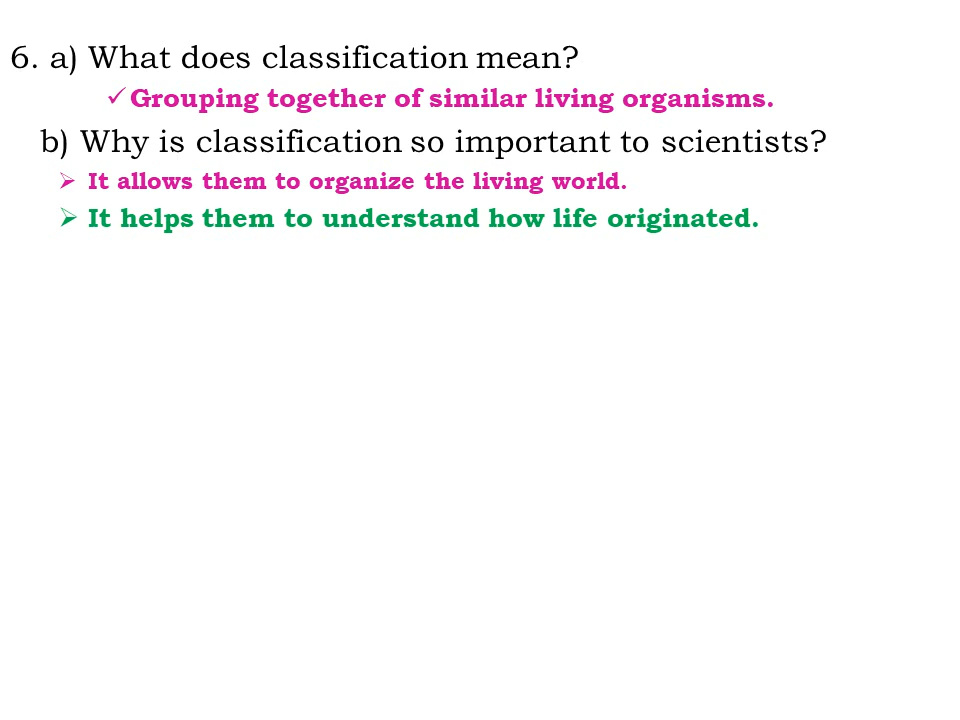 6. a) What does classification mean?
✓ Grouping together of similar living organisms.
b) Why is classification so important to scientists?
➢ It allows them to organize the living world.
➢ It helps them to understand how life originated.